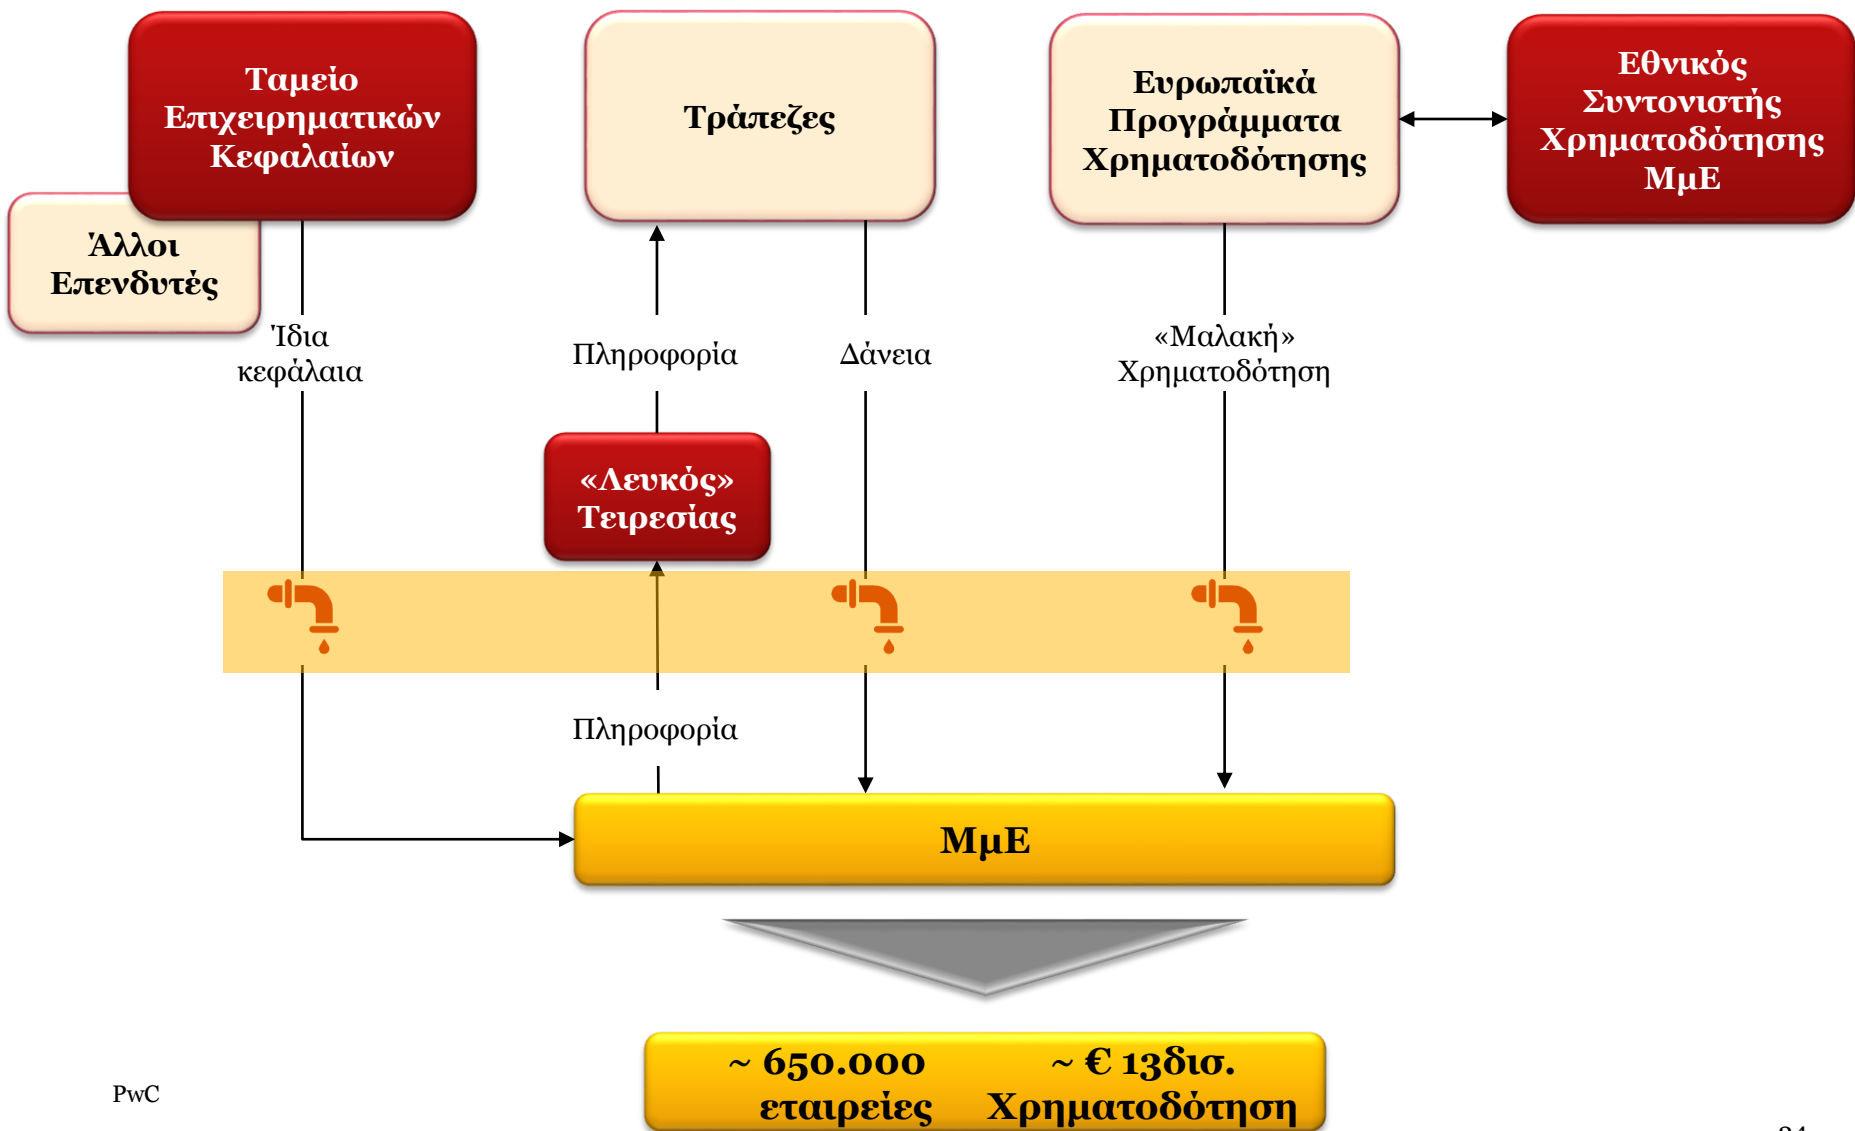 Ταμείο
Επιχειρηματικών
Κεφαλαίων
Τράπεζες
Ευρωπαϊκά
Προγράμματα
Χρηματοδότησης
Εθνικός
Συντονιστής
Χρηματοδότησης
ΜμΕ
Άλλοι
Επενδυτές
Ίδια
κεφάλαια
Πληροφορία
Δάνεια
«Μαλακή»
Χρηματοδότηση
«Λευκός»
Τειρεσίας
Πληροφορία
ΜμΕ
~ 650.000
εταιρείες
~ € 13δισ.
Χρηματοδότηση
PwC